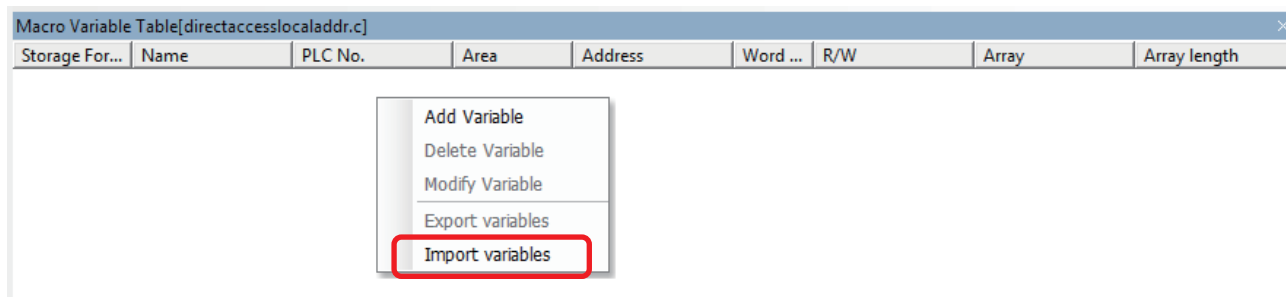 Macro Variable Table[directaccesslocaladdr.c]
Storage For... Name PLC No. Area Address Word ... R/W Array Array length
Add Variable
Delete Variable
Modify Variable
Export variables
Import variables